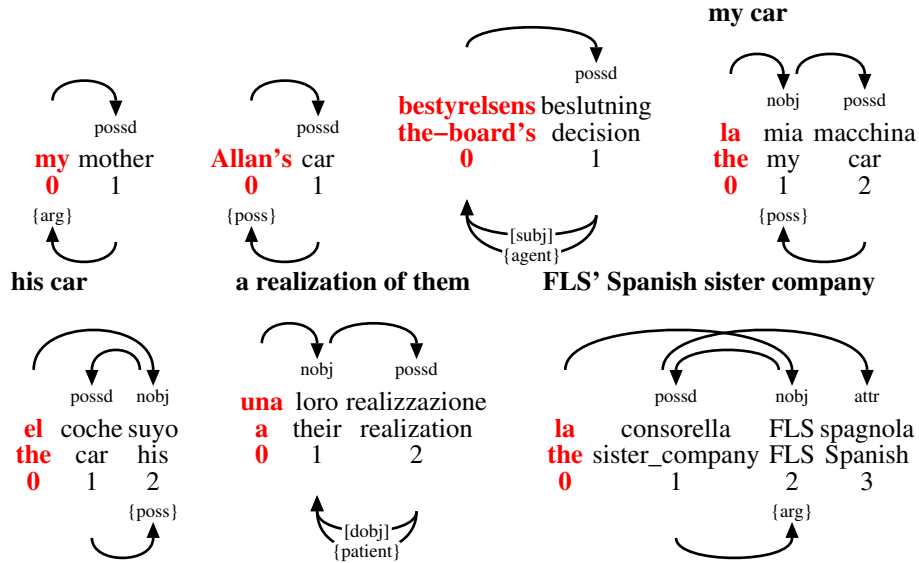 my car
possd
my mother
0 1
{arg}
possd
Allan's car
0 1
{poss}
possd
bestyrelsens beslutning
the−board's decision
0 1
[subj]
{agent}
nobj possd
la mia macchina
the my car
0 1 2
{poss}
his car
a realization of them
FLS' Spanish sister company
possd nobj
el coche suyo
the car his
0 1 2
{poss}
nobj possd
una loro realizzazione
a their realization
0 1 2
[dobj]
{patient}
possd nobj attr
la consorella FLS spagnola
the sister_company FLS Spanish
0 1 2 3
{arg}